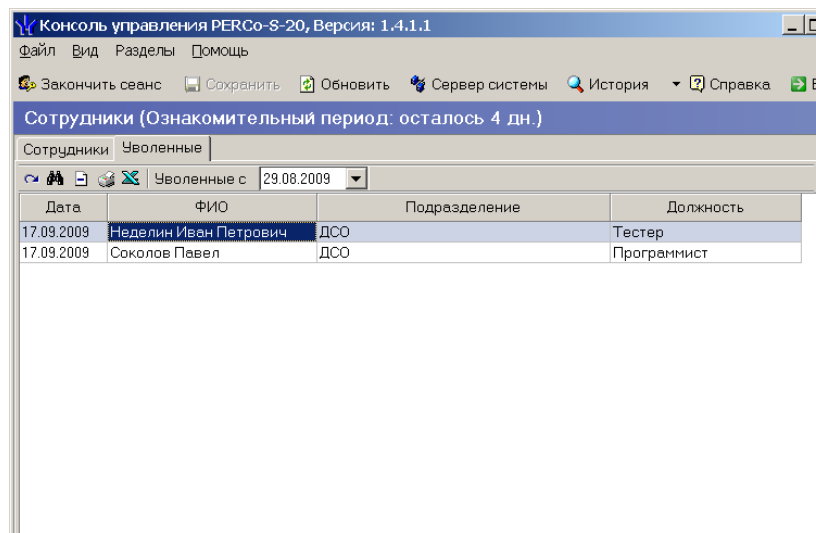 Консоль управления PERCo-S-20, Версия: 1.4.1.1
Файл Вид Разделы Помощь
Закончить сеанс Сохранить Обновить Сервер системы История Справка
Сотрудники (Ознакомительный период: осталось 4 дн.)
Сотрудники Уволенные
Уволенные с 29.08.2009
Дата ФИО Подразделение Должность
17.09.2009 Неделин Иван Петрович ДСО Тестер
17.09.2009 Соколов Павел ДСО Программист